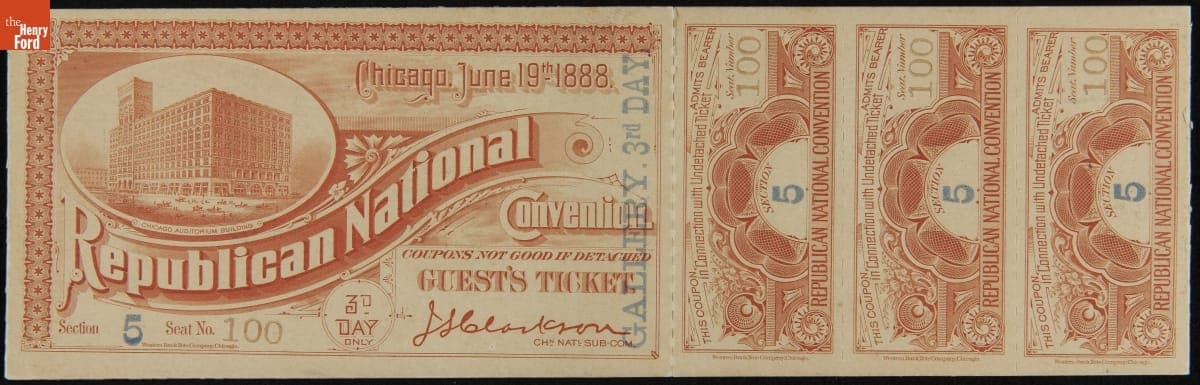 the
Henry
Ford
Chicago, June 19th 1888.
CHICAGO AUDITORIUM BUILDING
Republican National
Convention
COUPONS NOT GOOD IF DETACHED
GUEST'S TICKET
3D
DAY
ONLY
J S Clarkson
CHN. NAT'L SUB-COM.
Section 5 Seat No. 100
Western Bank Note Company, Chicago.
GALLERY. 3rd DAY
THIS COUPON ADMITS BEARER
in Connection with Undetached Ticket
Seat Number
100
SECTION
5
REPUBLICAN NATIONAL CONVENTION
Western Bank Note Company, Chicago.
THIS COUPON ADMITS BEARER
in Connection with Undetached Ticket
Seat Number
100
SECTION
5
REPUBLICAN NATIONAL CONVENTION
Western Bank Note Company, Chicago.
THIS COUPON ADMITS BEARER
in Connection with Undetached Ticket
Seat Number
100
SECTION
5
REPUBLICAN NATIONAL CONVENTION
Western Bank Note Company, Chicago.